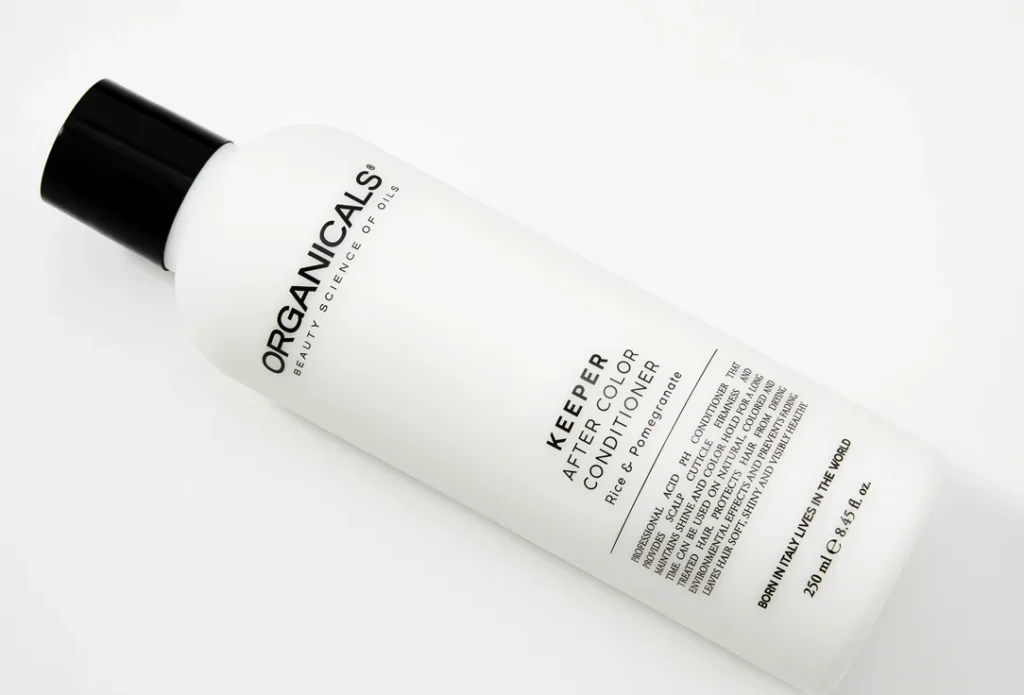 ORGANICALS®
BEAUTY SCIENCE OF OILS
KEEPER
AFTER COLOR
CONDITIONER
Rice & Pomegranate
PROFESSIONAL ACID PH CONDITIONER THAT
PROVIDES SCALP CUTICLE FIRMNESS AND
MAINTAINS SHINE AND COLOR HOLD FOR A LONG
TIME. CAN BE USED ON NATURAL, COLORED AND
TREATED HAIR. PROTECTS HAIR FROM DRYING
ENVIRONMENTAL EFFECTS AND PREVENTS FADING.
LEAVES HAIR SOFT, SHINY AND VISIBLY HEALTHY.
BORN IN ITALY LIVES IN THE WORLD
250 ml ℮ 8.45 fl. oz.